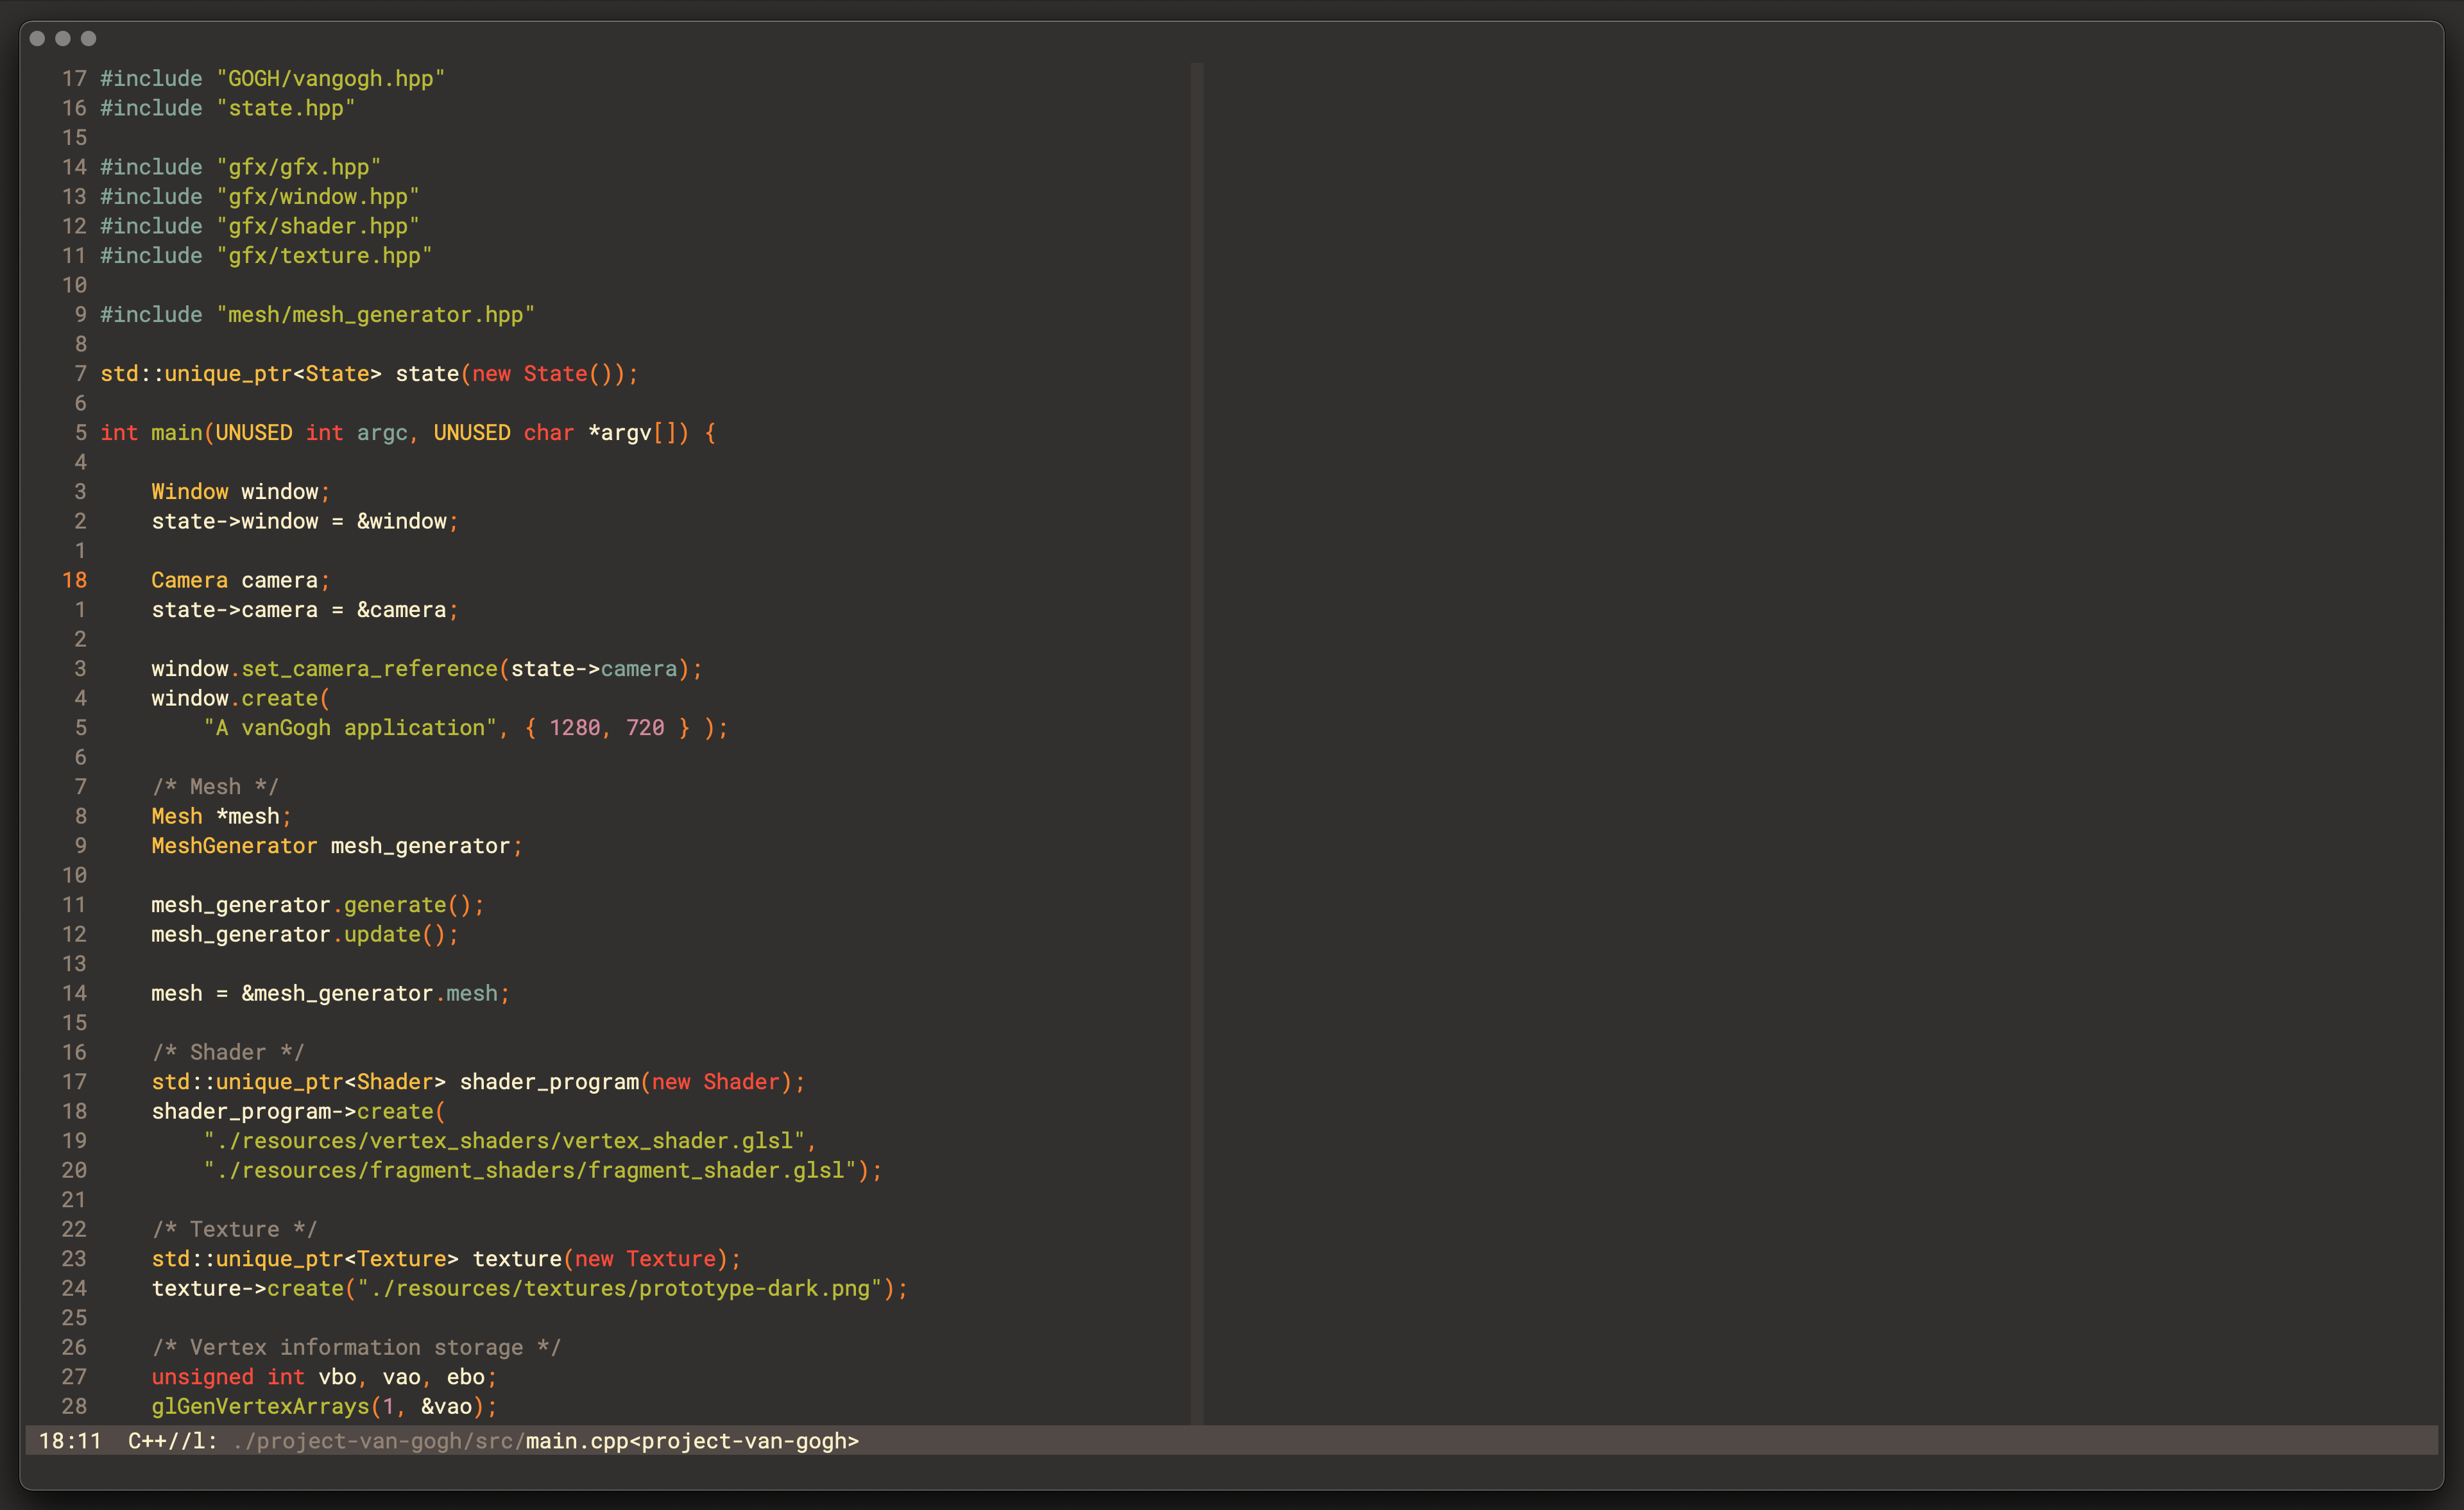 17 #include "GOGH/vangogh.hpp"
16 #include "state.hpp"
15
14 #include "gfx/gfx.hpp"
13 #include "gfx/window.hpp"
12 #include "gfx/shader.hpp"
11 #include "gfx/texture.hpp"
10
9 #include "mesh/mesh_generator.hpp"
8
7 std::unique_ptr<State> state(new State());
6
5 int main(UNUSED int argc, UNUSED char *argv[]) {
4
3     Window window;
2     state->window = &window;
1
18     Camera camera;
1     state->camera = &camera;
2
3     window.set_camera_reference(state->camera);
4     window.create(
5         "A vanGogh application", { 1280, 720 } );
6
7     /* Mesh */
8     Mesh *mesh;
9     MeshGenerator mesh_generator;
10
11     mesh_generator.generate();
12     mesh_generator.update();
13
14     mesh = &mesh_generator.mesh;
15
16     /* Shader */
17     std::unique_ptr<Shader> shader_program(new Shader);
18     shader_program->create(
19         "./resources/vertex_shaders/vertex_shader.glsl",
20         "./resources/fragment_shaders/fragment_shader.glsl");
21
22     /* Texture */
23     std::unique_ptr<Texture> texture(new Texture);
24     texture->create("./resources/textures/prototype-dark.png");
25
26     /* Vertex information storage */
27     unsigned int vbo, vao, ebo;
28     glGenVertexArrays(1, &vao);
18:11  C++//l: ./project-van-gogh/src/main.cpp<project-van-gogh>